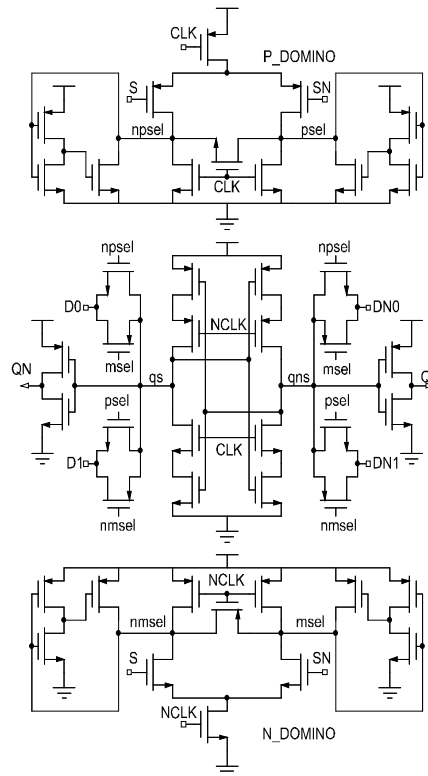 CLK
P_DOMINO
S
SN
npsel
psel
CLK
npsel
npsel
D0
NCLK
DN0
msel
msel
QN
qs
qns
Q
psel
psel
D1
CLK
DN1
nmsel
nmsel
NCLK
nmsel
msel
S
SN
NCLK
N_DOMINO